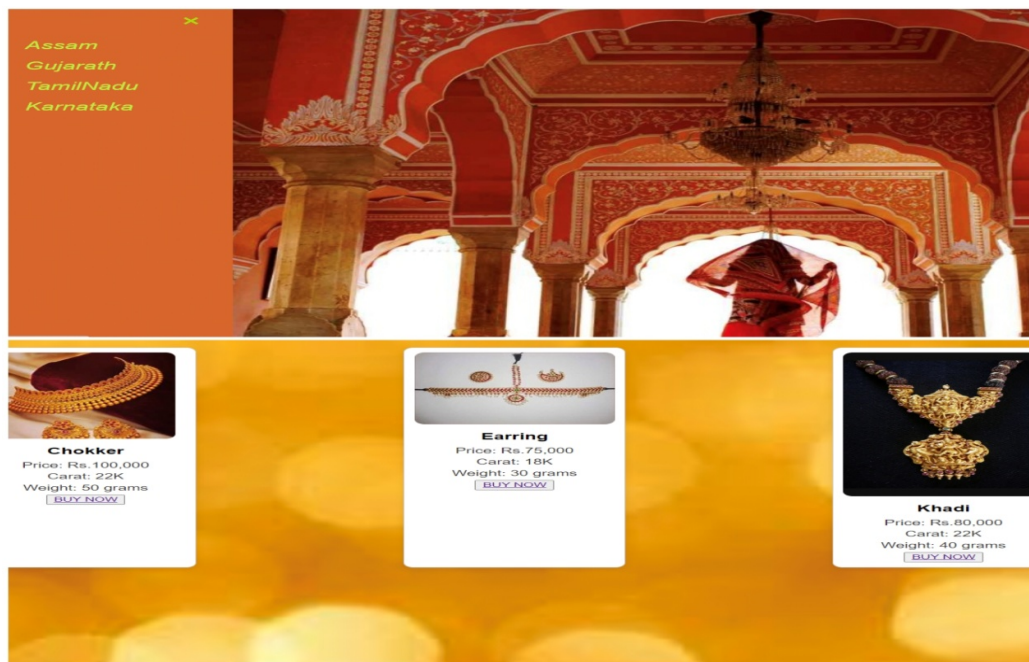 ×
Assam
Gujarath
TamilNadu
Karnataka
Chokker
Price: Rs.100,000
Carat: 22K
Weight: 50 grams
BUY NOW
Earring
Price: Rs.75,000
Carat: 18K
Weight: 30 grams
BUY NOW
Khadi
Price: Rs.80,000
Carat: 22K
Weight: 40 grams
BUY NOW